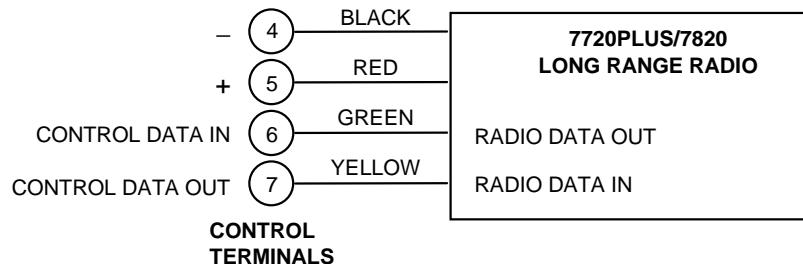 – 4 BLACK
7720PLUS/7820
LONG RANGE RADIO
+ 5 RED
CONTROL DATA IN 6 GREEN RADIO DATA OUT
CONTROL DATA OUT 7 YELLOW RADIO DATA IN
CONTROL
TERMINALS